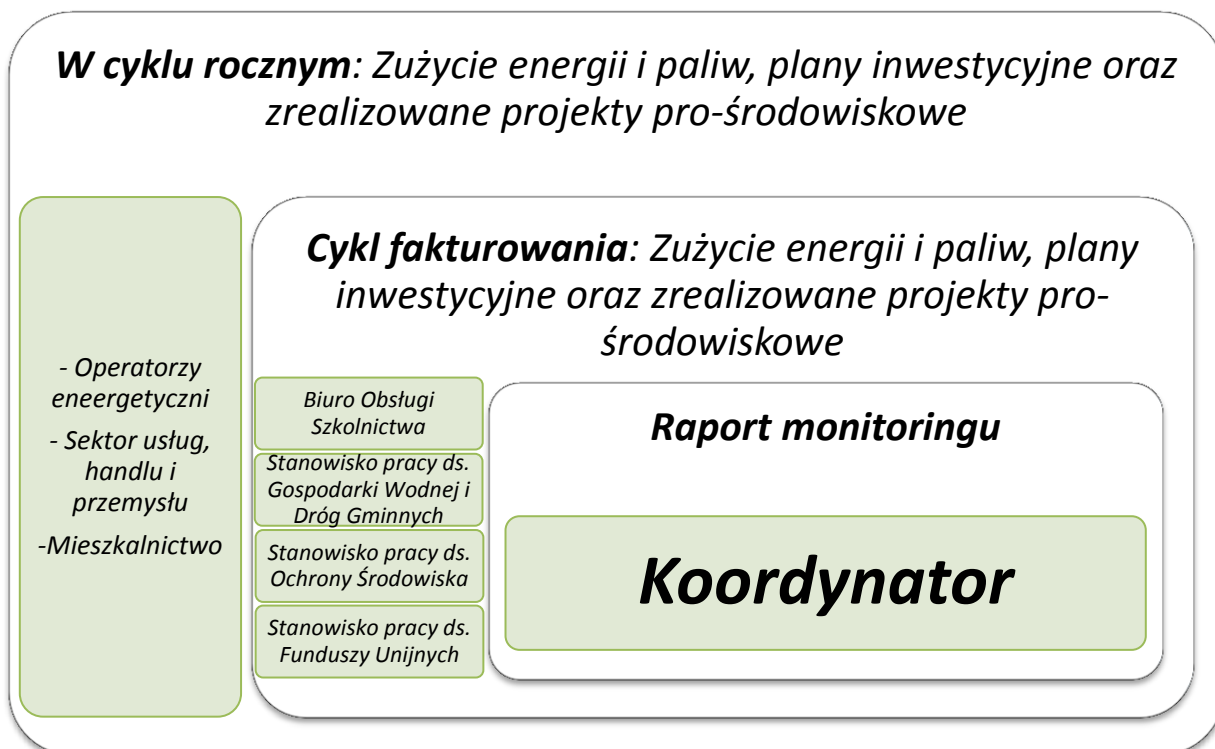 W cyklu rocznym: Zużycie energii i paliw, plany inwestycyjne oraz
zrealizowane projekty pro-środowiskowe
- Operatorzy
eneergetyczni
- Sektor usług,
handlu i
przemysłu
-Mieszkalnictwo
Cykl fakturowania: Zużycie energii i paliw, plany
inwestycyjne oraz zrealizowane projekty pro-
środowiskowe
Biuro Obsługi
Szkolnictwa
Stanowisko pracy ds.
Gospodarki Wodnej i
Dróg Gminnych
Stanowisko pracy ds.
Ochrony Środowiska
Stanowisko pracy ds.
Funduszy Unijnych
Raport monitoringu
Koordynator